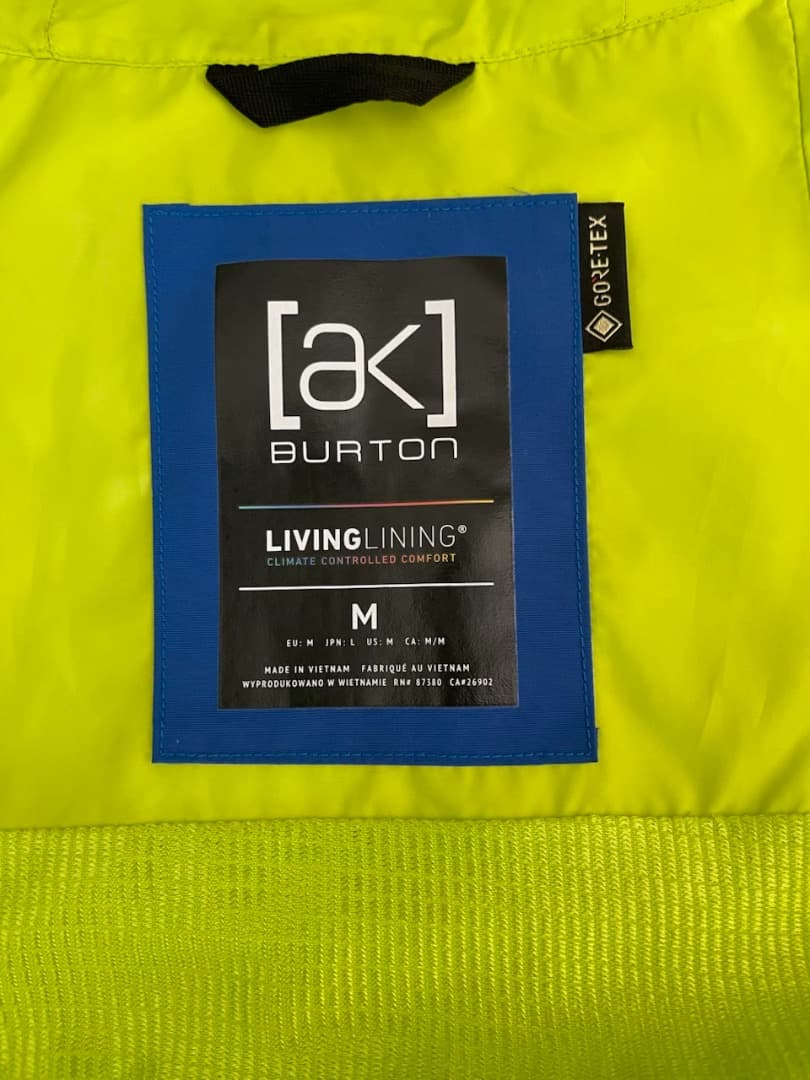 [ak]
BURTON
LIVINGLINING®
CLIMATE CONTROLLED COMFORT
M
EU: M JPN: L US: M CA: M/M
MADE IN VIETNAM FABRIQUÉ AU VIETNAM
WYPRODUKOWANO W WIETNAMIE RN# 87380 CA#26902
GORE-TEX